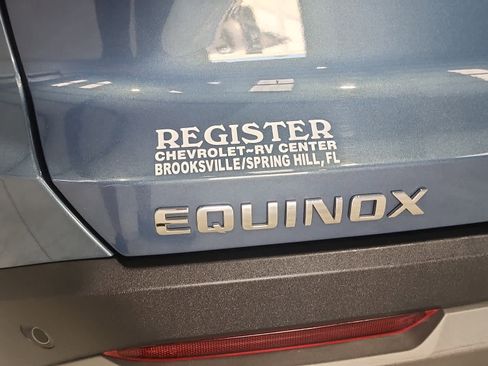 REGISTER
CHEVROLET~RV CENTER
BROOKSVILLE/SPRING HILL, FL
EQUINOX